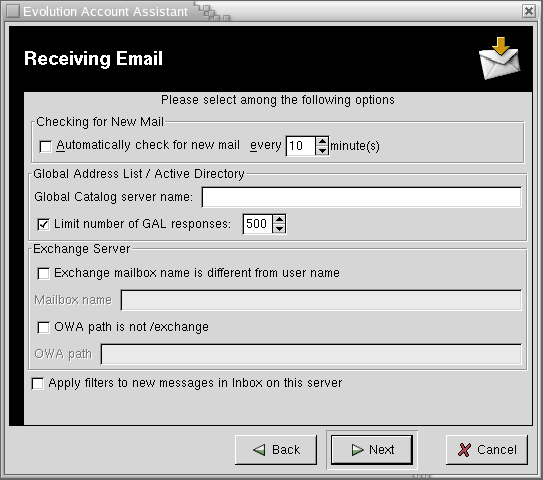 Evolution Account Assistant
Receiving Email
Please select among the following options
Checking for New Mail
Automatically check for new mail every 10 minute(s)
Global Address List / Active Directory
Global Catalog server name:
Limit number of GAL responses: 500
Exchange Server
Exchange mailbox name is different from user name
Mailbox name
OWA path is not /exchange
OWA path
Apply filters to new messages in Inbox on this server
Back Next Cancel